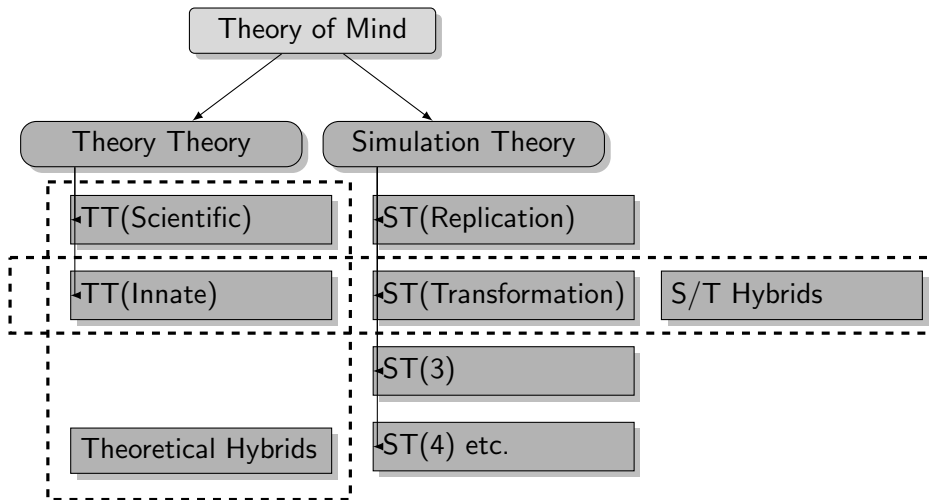 Theory of Mind
Theory Theory
Simulation Theory
TT(Scientific)
ST(Replication)
TT(Innate)
ST(Transformation)
S/T Hybrids
ST(3)
Theoretical Hybrids
ST(4) etc.